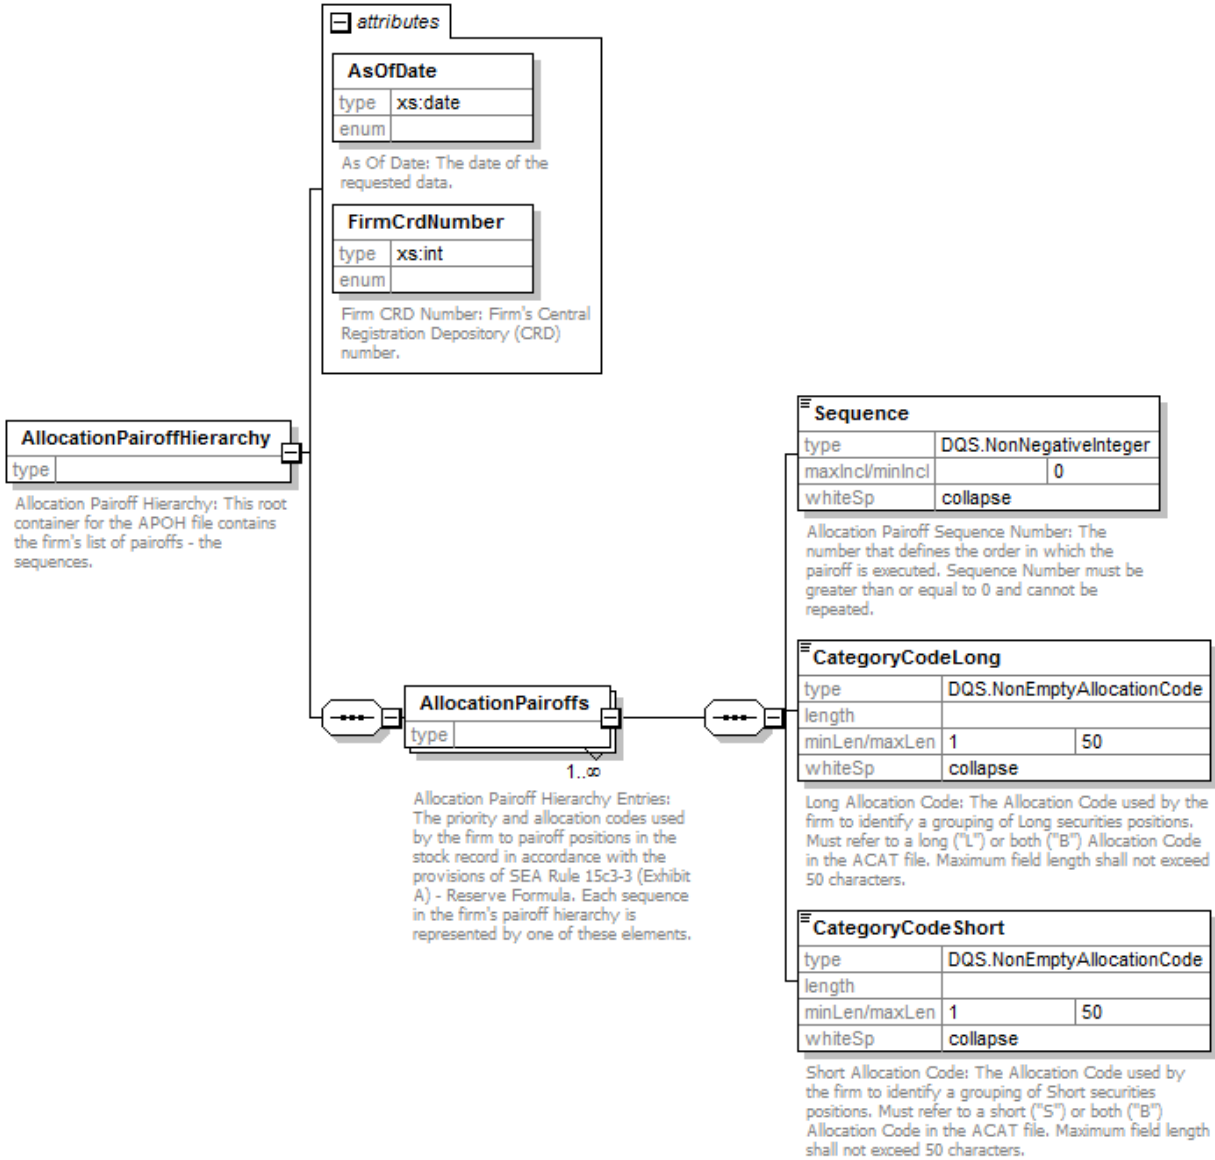 attributes
AsOfDate
type xs:date
enum
As Of Date: The date of the
requested data.
FirmCrdNumber
type xs:int
enum
Firm CRD Number: Firm's Central
Registration Depository (CRD)
number.
AllocationPairoffHierarchy
type
Allocation Pairoff Hierarchy: This root
container for the APOH file contains
the firm's list of pairoffs - the
sequences.
AllocationPairoffs
type
1..∞
Allocation Pairoff Hierarchy Entries:
The priority and allocation codes used
by the firm to pairoff positions in the
stock record in accordance with the
provisions of SEA Rule 15c3-3 (Exhibit
A) - Reserve Formula. Each sequence
in the firm's pairoff hierarchy is
represented by one of these elements.
Sequence
type DQS.NonNegativeInteger
maxIncl/minIncl 0
whiteSp collapse
Allocation Pairoff Sequence Number: The
number that defines the order in which the
pairoff is executed. Sequence Number must be
greater than or equal to 0 and cannot be
repeated.
CategoryCodeLong
type DQS.NonEmptyAllocationCode
length
minLen/maxLen 1 50
whiteSp collapse
Long Allocation Code: The Allocation Code used by the
firm to identify a grouping of Long securities positions.
Must refer to a long ("L") or both ("B") Allocation Code
in the ACAT file. Maximum field length shall not exceed
50 characters.
CategoryCodeShort
type DQS.NonEmptyAllocationCode
length
minLen/maxLen 1 50
whiteSp collapse
Short Allocation Code: The Allocation Code used by
the firm to identify a grouping of Short securities
positions. Must refer to a short ("S") or both ("B")
Allocation Code in the ACAT file. Maximum field length
shall not exceed 50 characters.